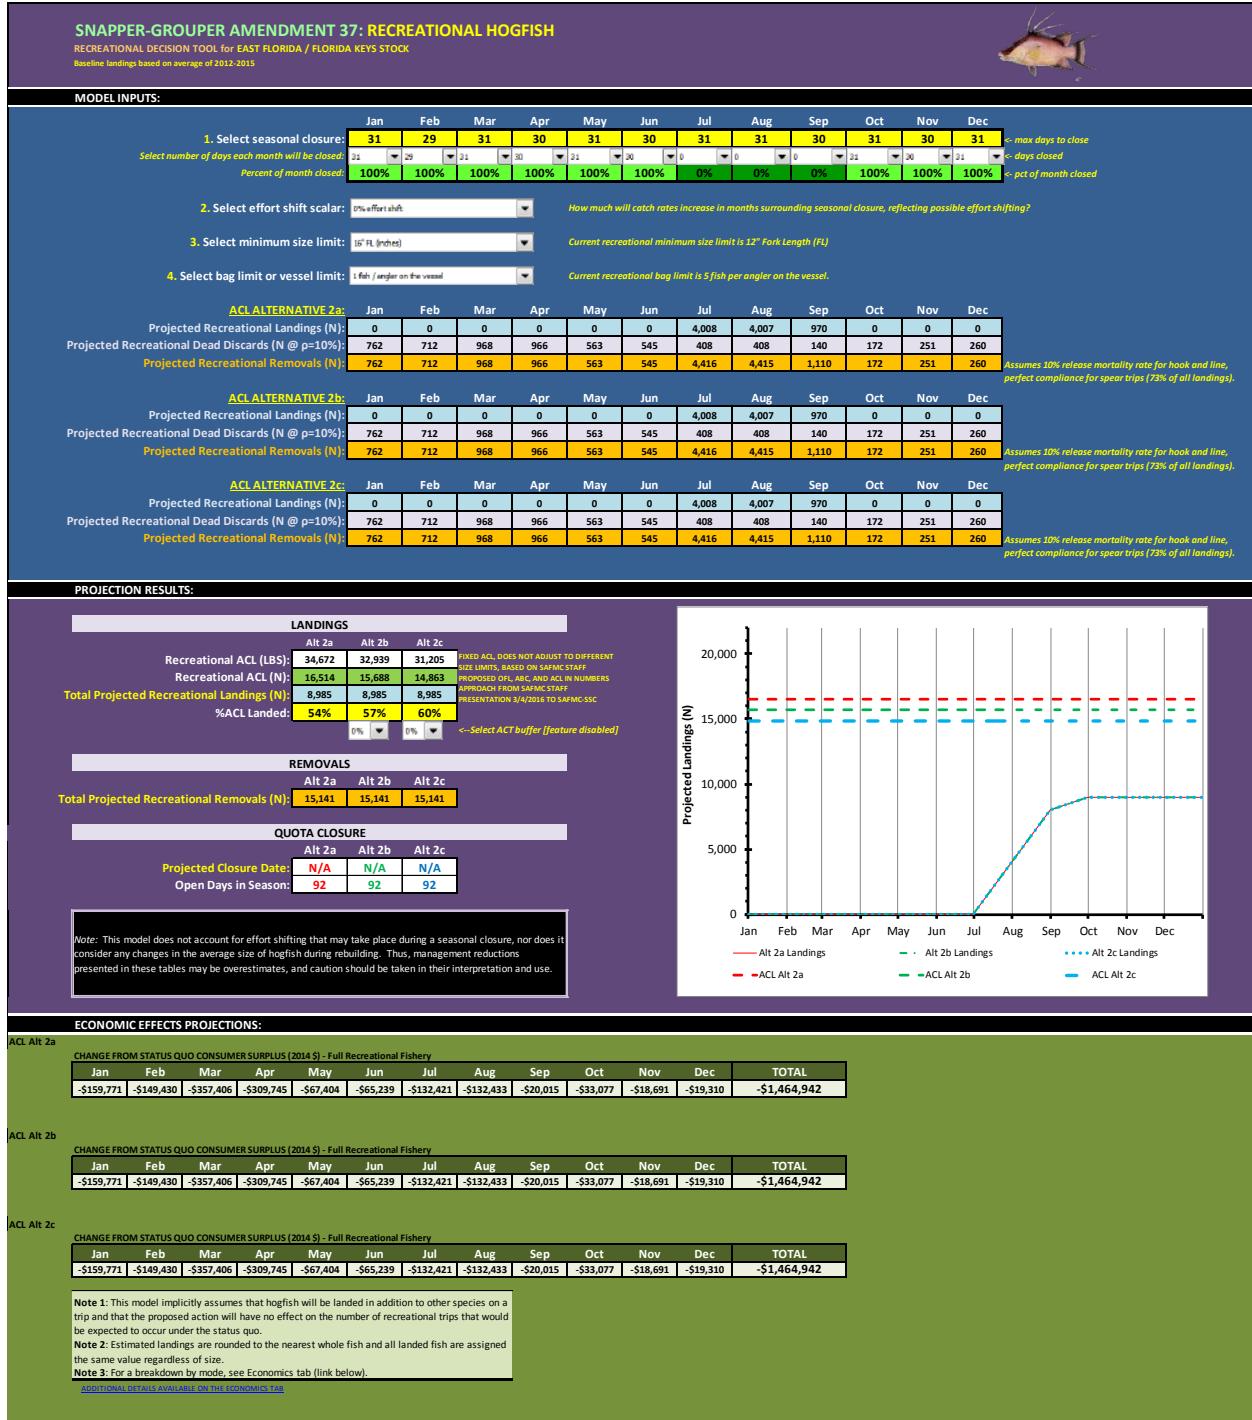 SNAPPER-GROUPER AMENDMENT 37: RECREATIONAL HOGFISH
RECREATIONAL DECISION TOOL for EAST FLORIDA / FLORIDA KEYS STOCK
Baseline landings based on average of 2012-2015
MODEL INPUTS:
Jan Feb Mar Apr May Jun Jul Aug Sep Oct Nov Dec
1. Select seasonal closure: 31 29 31 30 31 30 31 31 30 31 30 31 <- max days to close
Select number of days each month will be closed: 31 29 31 30 31 30 0 0 0 31 30 31 <- days closed
Percent of month closed: 100% 100% 100% 100% 100% 100% 0% 0% 0% 100% 100% 100% <- pct of month closed
2. Select effort shift scalar: 0% effort shift How much will catch rates increase in months surrounding seasonal closure, reflecting possible effort shifting?
3. Select minimum size limit: 16" FL (inches) Current recreational minimum size limit is 12" Fork Length (FL)
4. Select bag limit or vessel limit: 1 fish / angler on the vessel Current recreational bag limit is 5 fish per angler on the vessel.
ACL ALTERNATIVE 2a: Jan Feb Mar Apr May Jun Jul Aug Sep Oct Nov Dec
Projected Recreational Landings (N): 0 0 0 0 0 0 4,008 4,007 970 0 0 0
Projected Recreational Dead Discards (N @ ρ=10%): 762 712 968 966 563 545 408 408 140 172 251 260
Projected Recreational Removals (N): 762 712 968 966 563 545 4,416 4,415 1,110 172 251 260 Assumes 10% release mortality rate for hook and line,
perfect compliance for spear trips (73% of all landings).
ACL ALTERNATIVE 2b: Jan Feb Mar Apr May Jun Jul Aug Sep Oct Nov Dec
Projected Recreational Landings (N): 0 0 0 0 0 0 4,008 4,007 970 0 0 0
Projected Recreational Dead Discards (N @ ρ=10%): 762 712 968 966 563 545 408 408 140 172 251 260
Projected Recreational Removals (N): 762 712 968 966 563 545 4,416 4,415 1,110 172 251 260 Assumes 10% release mortality rate for hook and line,
perfect compliance for spear trips (73% of all landings).
ACL ALTERNATIVE 2c: Jan Feb Mar Apr May Jun Jul Aug Sep Oct Nov Dec
Projected Recreational Landings (N): 0 0 0 0 0 0 4,008 4,007 970 0 0 0
Projected Recreational Dead Discards (N @ ρ=10%): 762 712 968 966 563 545 408 408 140 172 251 260
Projected Recreational Removals (N): 762 712 968 966 563 545 4,416 4,415 1,110 172 251 260 Assumes 10% release mortality rate for hook and line,
perfect compliance for spear trips (73% of all landings).
PROJECTION RESULTS:
LANDINGS
Alt 2a Alt 2b Alt 2c
Recreational ACL (LBS): 34,672 32,939 31,205
Recreational ACL (N): 16,514 15,688 14,863
Total Projected Recreational Landings (N): 8,985 8,985 8,985
%ACL Landed: 54% 57% 60%
FIXED ACL, DOES NOT ADJUST TO DIFFERENT
SIZE LIMITS, BASED ON SAFMC STAFF
PROPOSED OFL, ABC, AND ACL IN NUMBERS
APPROACH FROM SAFMC STAFF
PRESENTATION 3/4/2016 TO SAFMC-SSC
0% 0% <--Select ACT buffer [feature disabled]
REMOVALS
Alt 2a Alt 2b Alt 2c
Total Projected Recreational Removals (N): 15,141 15,141 15,141
QUOTA CLOSURE
Alt 2a Alt 2b Alt 2c
Projected Closure Date: N/A N/A N/A
Open Days in Season: 92 92 92
Note: This model does not account for effort shifting that may take place during a seasonal closure, nor does it
consider any changes in the average size of hogfish during rebuilding. Thus, management reductions
presented in these tables may be overestimates, and caution should be taken in their interpretation and use.
Projected Landings (N)
20,000
15,000
10,000
5,000
0
Jan Feb Mar Apr May Jun Jul Aug Sep Oct Nov Dec
Alt 2a Landings Alt 2b Landings Alt 2c Landings
ACL Alt 2a ACL Alt 2b ACL Alt 2c
ECONOMIC EFFECTS PROJECTIONS:
ACL Alt 2a
CHANGE FROM STATUS QUO CONSUMER SURPLUS (2014 $) - Full Recreational Fishery
Jan Feb Mar Apr May Jun Jul Aug Sep Oct Nov Dec TOTAL
-$159,771 -$149,430 -$357,406 -$309,745 -$67,404 -$65,239 -$132,421 -$132,433 -$20,015 -$33,077 -$18,691 -$19,310 -$1,464,942
ACL Alt 2b
CHANGE FROM STATUS QUO CONSUMER SURPLUS (2014 $) - Full Recreational Fishery
Jan Feb Mar Apr May Jun Jul Aug Sep Oct Nov Dec TOTAL
-$159,771 -$149,430 -$357,406 -$309,745 -$67,404 -$65,239 -$132,421 -$132,433 -$20,015 -$33,077 -$18,691 -$19,310 -$1,464,942
ACL Alt 2c
CHANGE FROM STATUS QUO CONSUMER SURPLUS (2014 $) - Full Recreational Fishery
Jan Feb Mar Apr May Jun Jul Aug Sep Oct Nov Dec TOTAL
-$159,771 -$149,430 -$357,406 -$309,745 -$67,404 -$65,239 -$132,421 -$132,433 -$20,015 -$33,077 -$18,691 -$19,310 -$1,464,942
Note 1: This model implicitly assumes that hogfish will be landed in addition to other species on a
trip and that the proposed action will have no effect on the number of recreational trips that would
be expected to occur under the status quo.
Note 2: Estimated landings are rounded to the nearest whole fish and all landed fish are assigned
the same value regardless of size.
Note 3: For a breakdown by mode, see Economics tab (link below).
ADDITIONAL DETAILS AVAILABLE ON THE ECONOMICS TAB